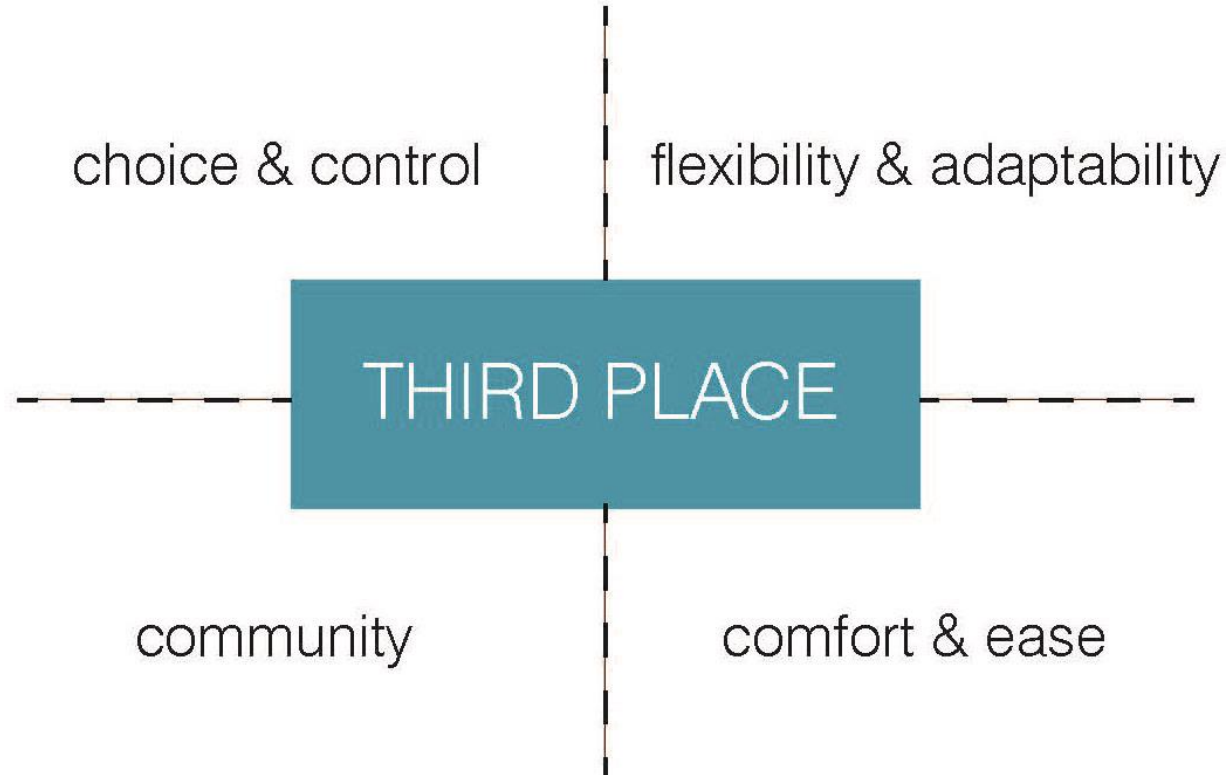 choice & control
flexibility & adaptability
THIRD PLACE
community
comfort & ease